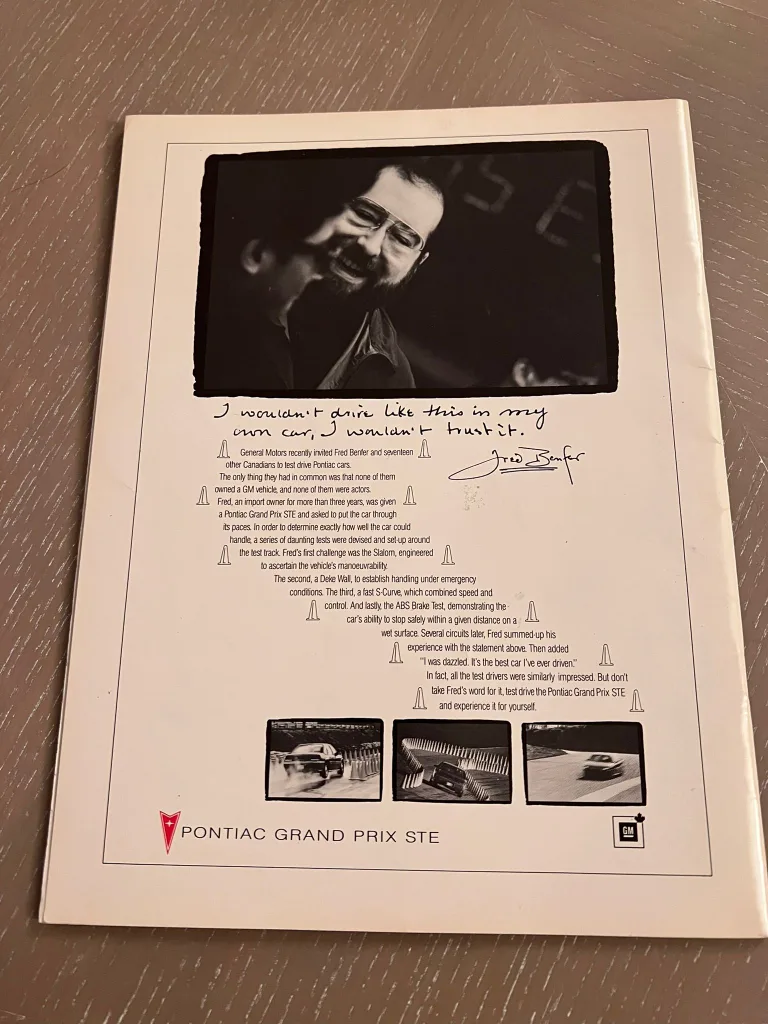 I wouldn't drive like this in my
own car, I wouldn't trust it.
Fred Benfer
General Motors recently invited Fred Benfer and seventeen
other Canadians to test drive Pontiac cars.
The only thing they had in common was that none of them
owned a GM vehicle, and none of them were actors.
Fred, an import owner for more than three years, was given
a Pontiac Grand Prix STE and asked to put the car through
its paces. In order to determine exactly how well the car could
handle, a series of daunting tests were devised and set-up around
the test track. Fred's first challenge was the Slalom, engineered
to ascertain the vehicle's manoeuvrability.
The second, a Deke Wall, to establish handling under emergency
conditions. The third, a fast S-Curve, which combined speed and
control. And lastly, the ABS Brake Test, demonstrating the
car's ability to stop safely within a given distance on a
wet surface. Several circuits later, Fred summed-up his
experience with the statement above. Then added
"I was dazzled. It's the best car I've ever driven."
In fact, all the test drivers were similarly impressed. But don't
take Fred's word for it, test drive the Pontiac Grand Prix STE
and experience it for yourself.
PONTIAC GRAND PRIX STE
GM